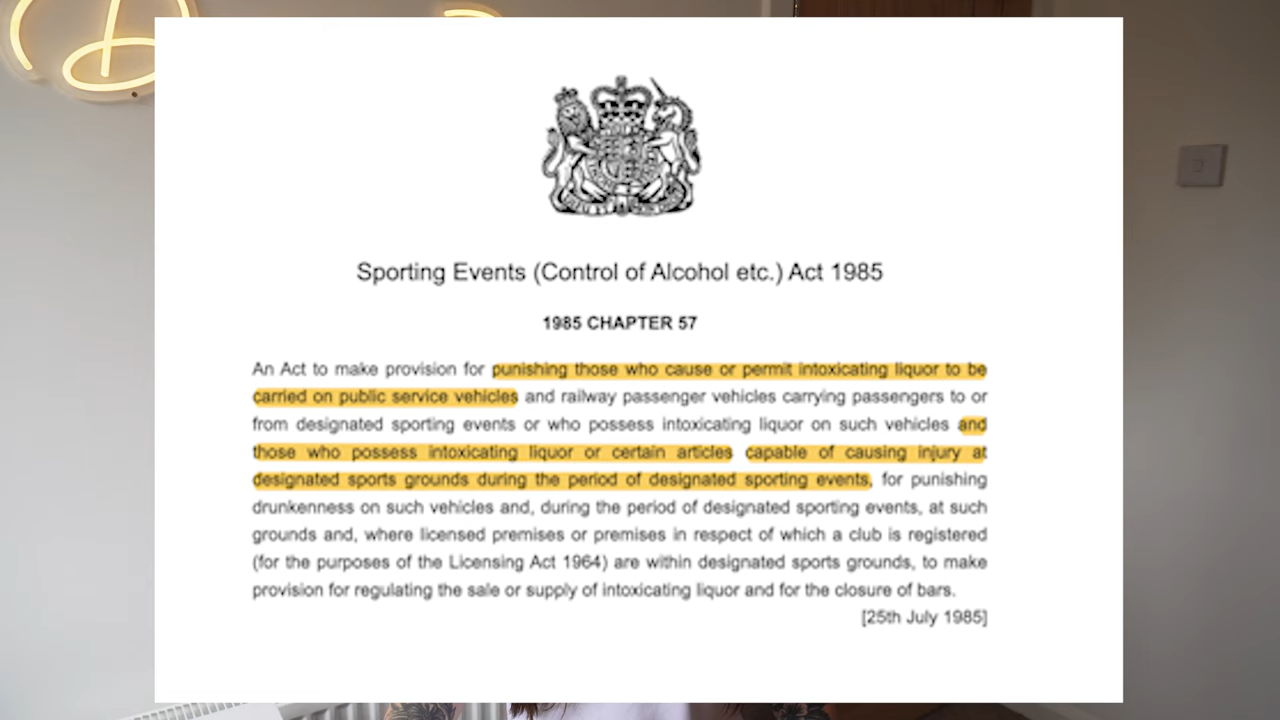 Sporting Events (Control of Alcohol etc.) Act 1985
1985 CHAPTER 57
An Act to make provision for punishing those who cause or permit intoxicating liquor to be
carried on public service vehicles and railway passenger vehicles carrying passengers to or
from designated sporting events or who possess intoxicating liquor on such vehicles and
those who possess intoxicating liquor or certain articles capable of causing injury at
designated sports grounds during the period of designated sporting events, for punishing
drunkenness on such vehicles and, during the period of designated sporting events, at such
grounds and, where licensed premises or premises in respect of which a club is registered
(for the purposes of the Licensing Act 1964) are within designated sports grounds, to make
provision for regulating the sale or supply of intoxicating liquor and for the closure of bars.
[25th July 1985]